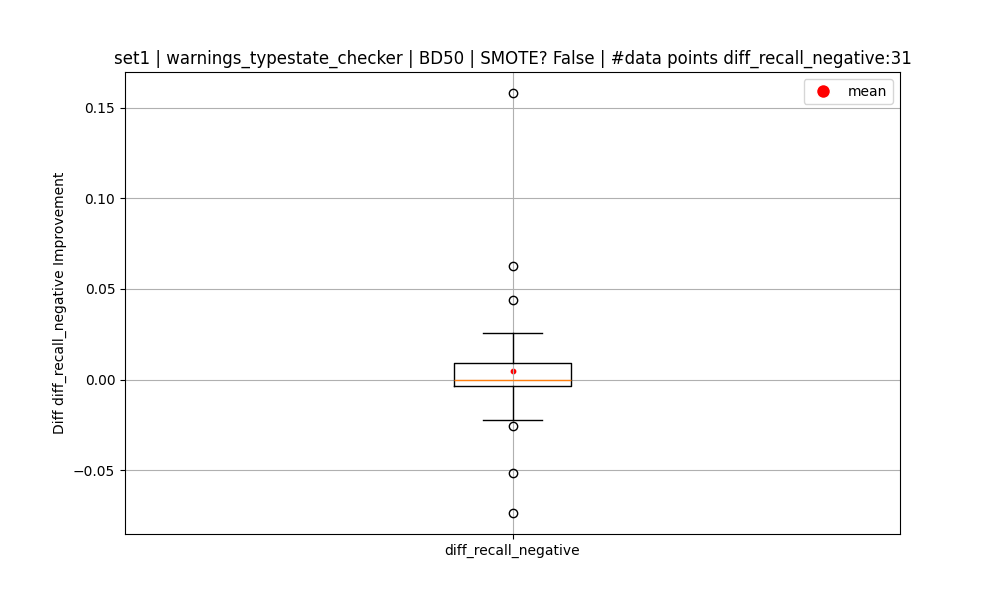 set1 | warnings_typestate_checker | BD50 | SMOTE? False | #data points diff_recall_negative:31
mean
Diff diff_recall_negative Improvement
0.15
0.10
0.05
0.00
−0.05
diff_recall_negative